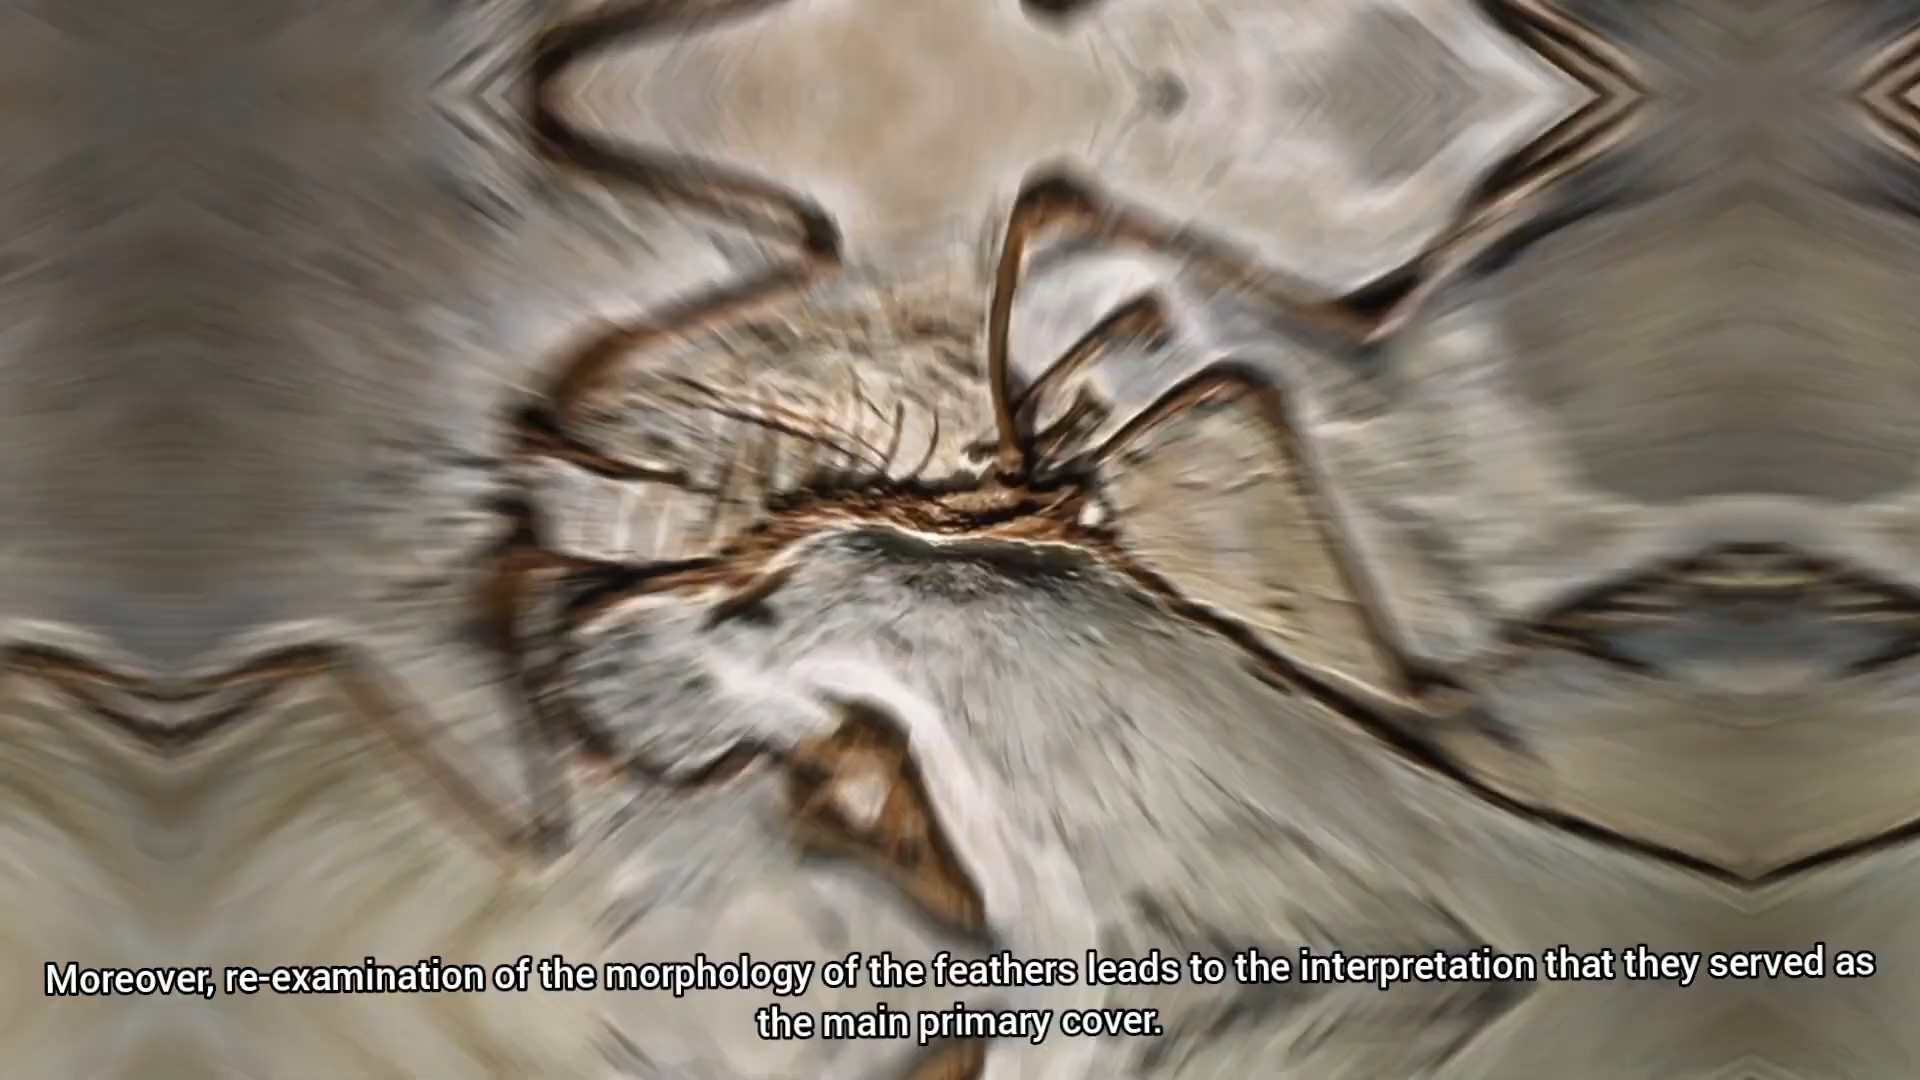 Moreover, re-examination of the morphology of the feathers leads to the interpretation that they served as
the main primary cover.